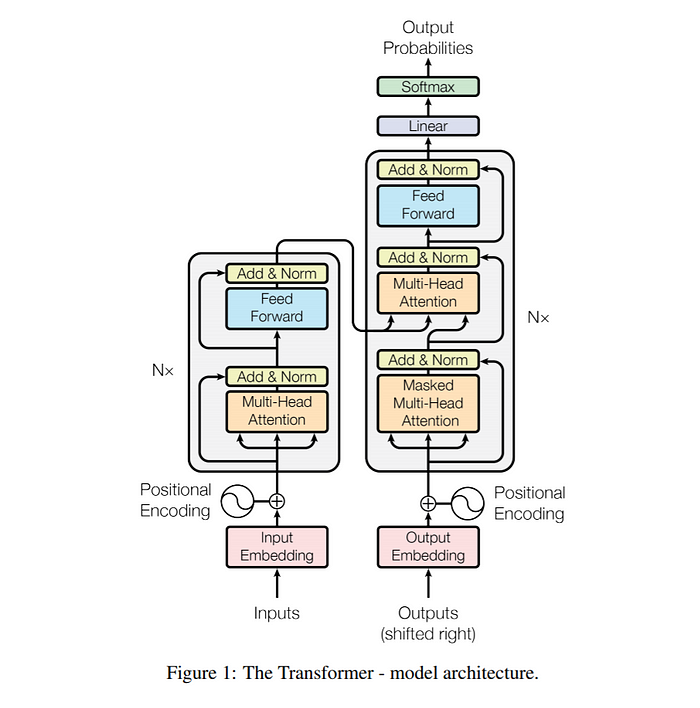 Output
Probabilities
Softmax
Linear
Add & Norm
Feed
Forward
Add & Norm
Multi-Head
Attention
Add & Norm
Masked
Multi-Head
Attention
N×
Add & Norm
Feed
Forward
N×
Add & Norm
Multi-Head
Attention
Positional
Encoding
Positional
Encoding
Input
Embedding
Output
Embedding
Inputs
Outputs
(shifted right)
Figure 1: The Transformer - model architecture.